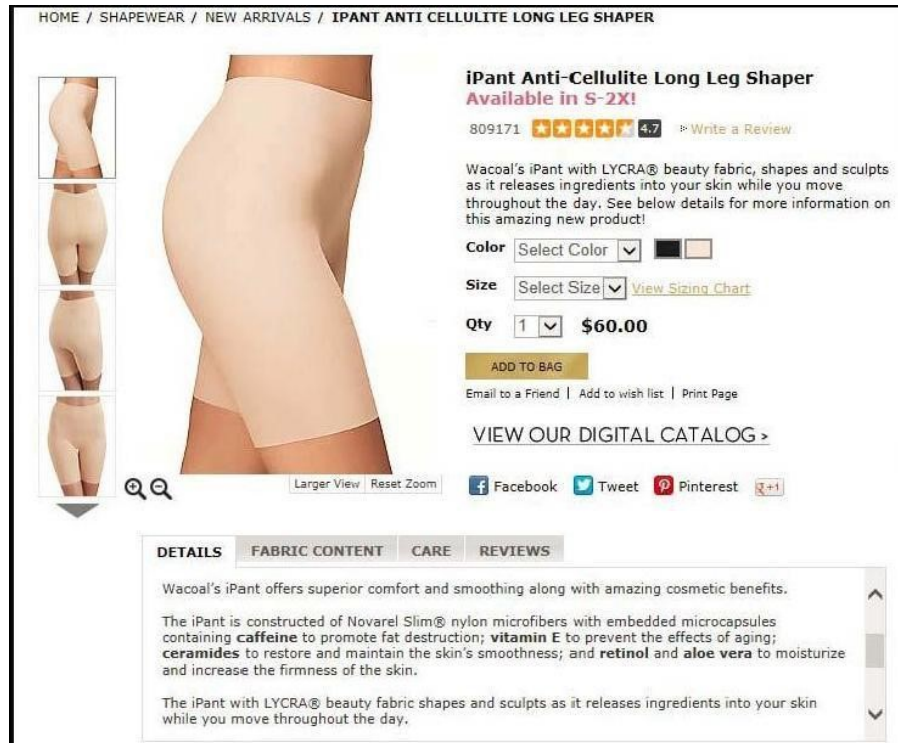 HOME / SHAPEWEAR / NEW ARRIVALS / IPANT ANTI CELLULITE LONG LEG SHAPER
iPant Anti-Cellulite Long Leg Shaper
Available in S-2X!
809171 4.7 Write a Review
Wacoal's iPant with LYCRA® beauty fabric, shapes and sculpts
as it releases ingredients into your skin while you move
throughout the day. See below details for more information on
this amazing new product!
Color Select Color
Size Select Size View Sizing Chart
Qty 1 $60.00
ADD TO BAG
Email to a Friend | Add to wish list | Print Page
VIEW OUR DIGITAL CATALOG >
Larger View Reset Zoom
Facebook Tweet Pinterest g+1
DETAILS FABRIC CONTENT CARE REVIEWS
Wacoal's iPant offers superior comfort and smoothing along with amazing cosmetic benefits.
The iPant is constructed of Novarel Slim® nylon microfibers with embedded microcapsules
containing caffeine to promote fat destruction; vitamin E to prevent the effects of aging;
ceramides to restore and maintain the skin's smoothness; and retinol and aloe vera to moisturize
and increase the firmness of the skin.
The iPant with LYCRA® beauty fabric shapes and sculpts as it releases ingredients into your skin
while you move throughout the day.